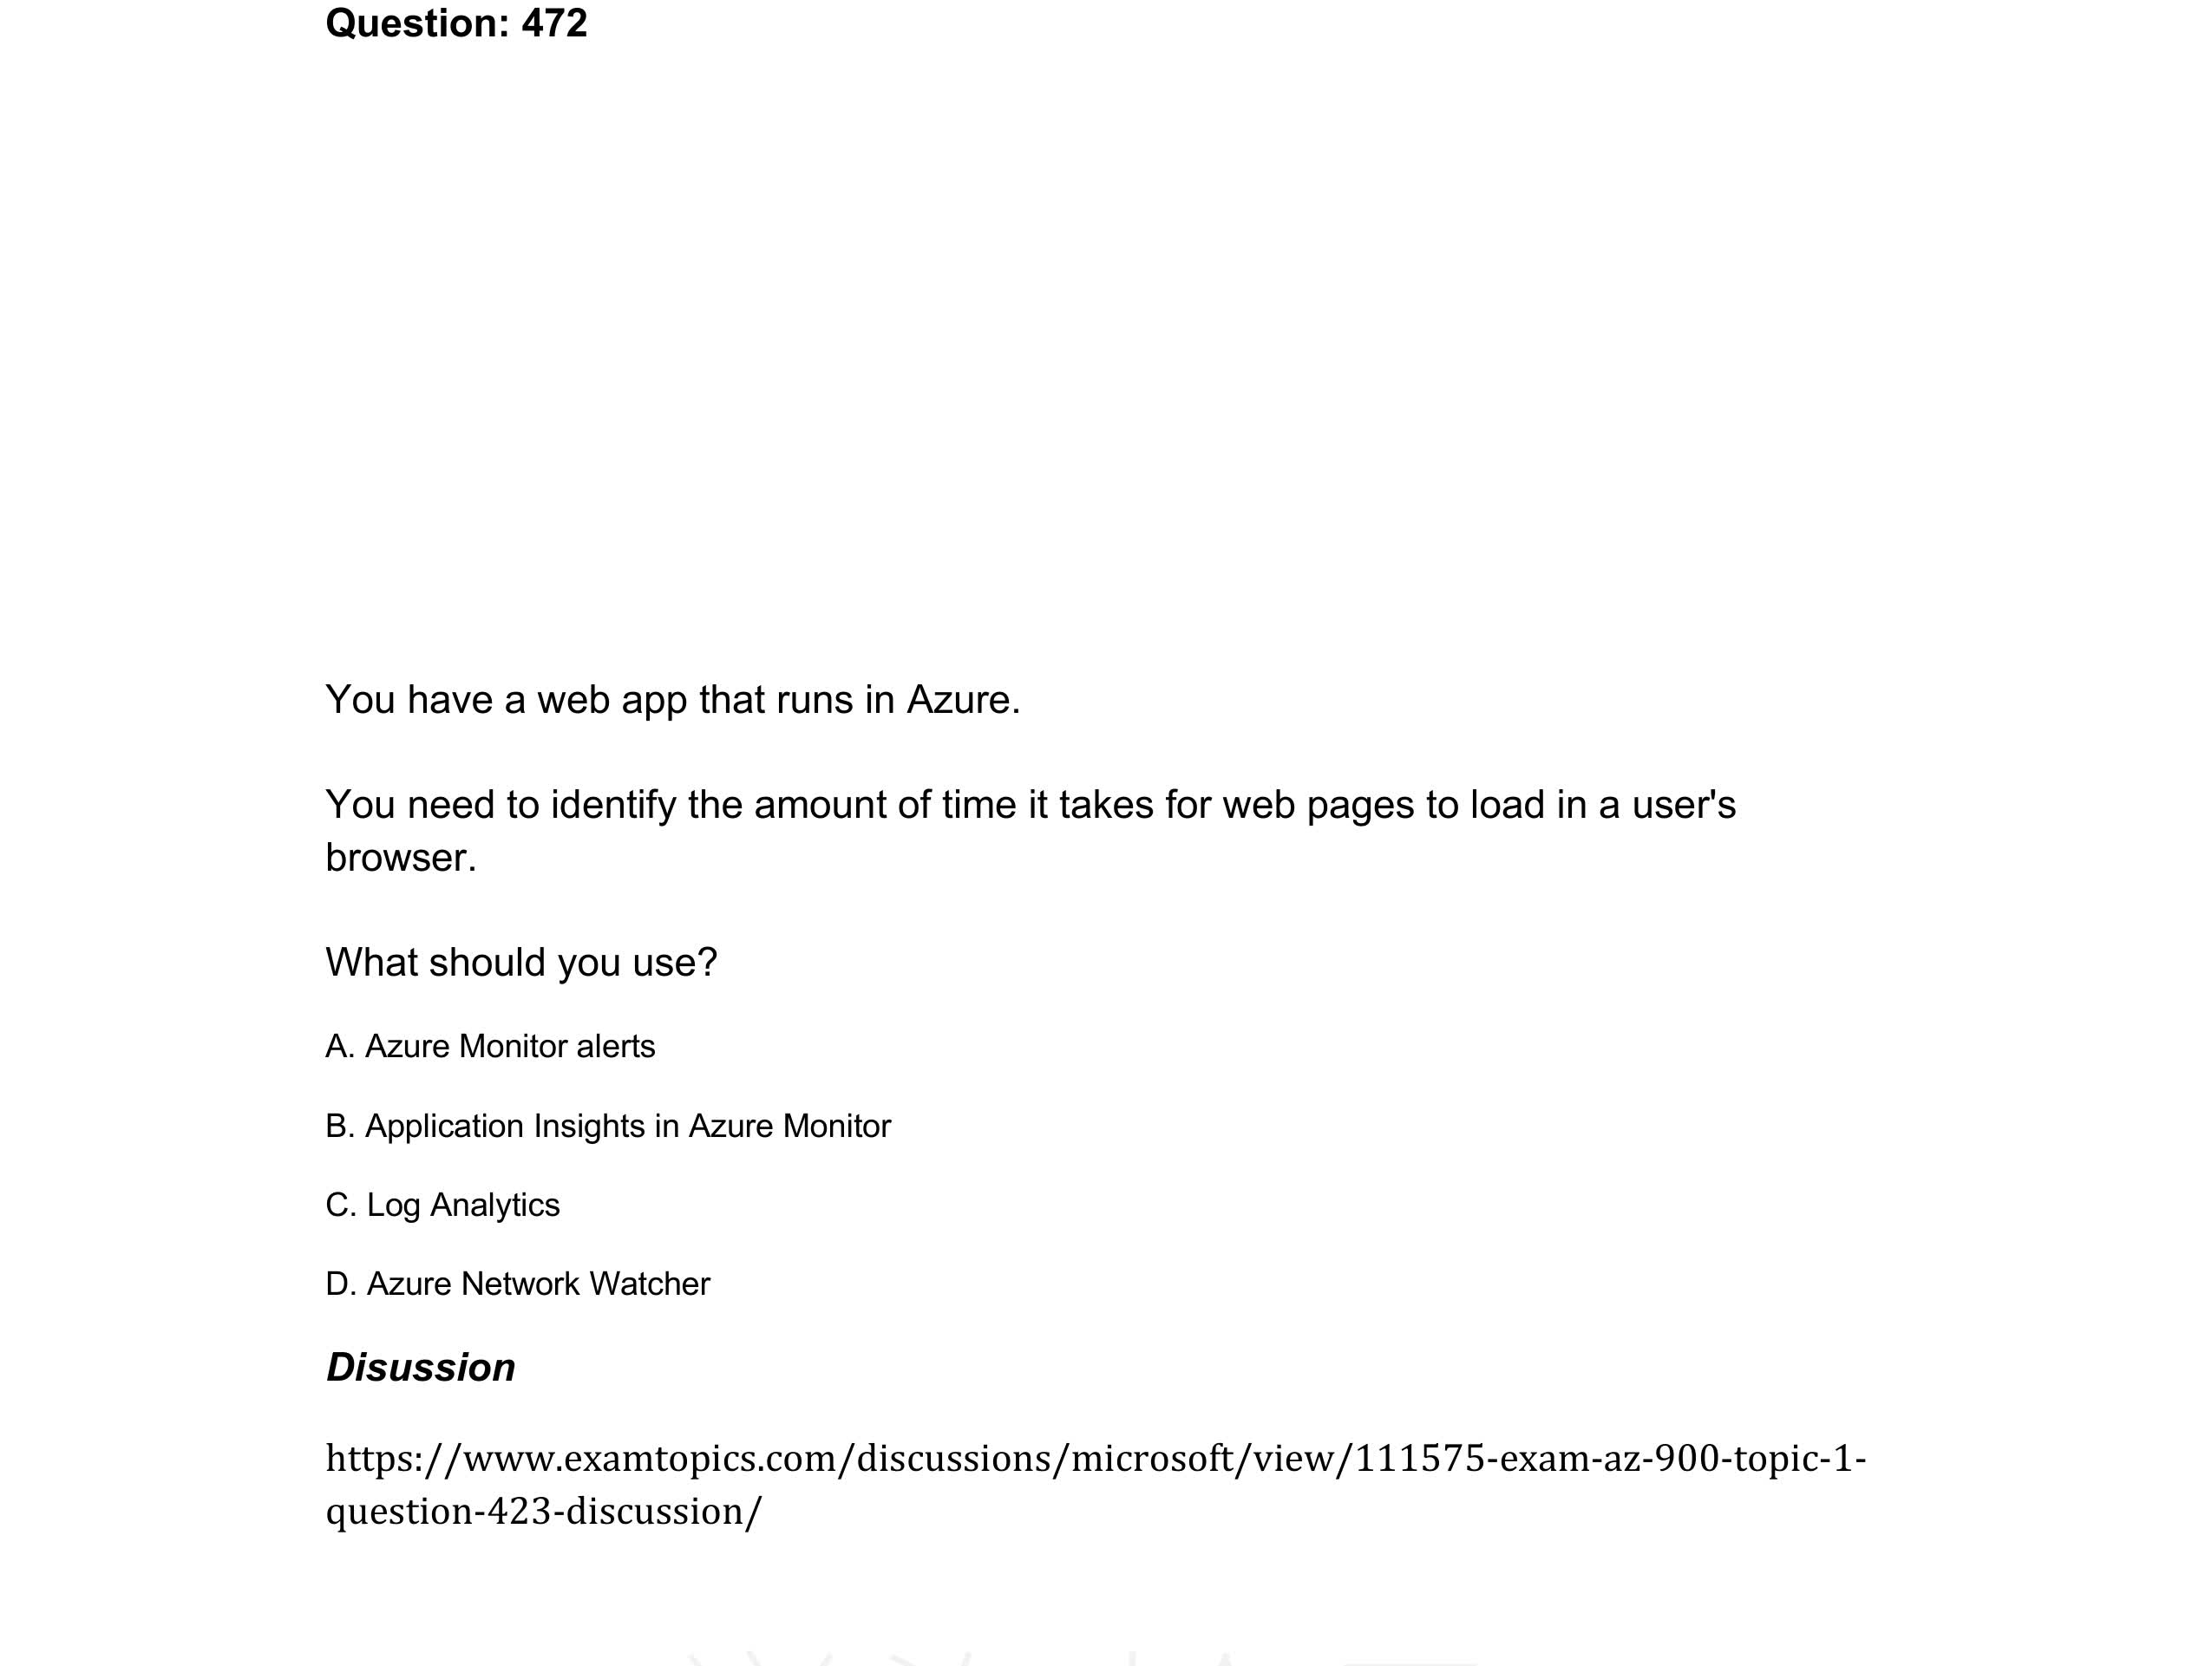 Question: 472
You have a web app that runs in Azure.
You need to identify the amount of time it takes for web pages to load in a user's
browser.
What should you use?
A. Azure Monitor alerts
B. Application Insights in Azure Monitor
C. Log Analytics
D. Azure Network Watcher
Disussion
https://www.examtopics.com/discussions/microsoft/view/111575-exam-az-900-topic-1-
question-423-discussion/